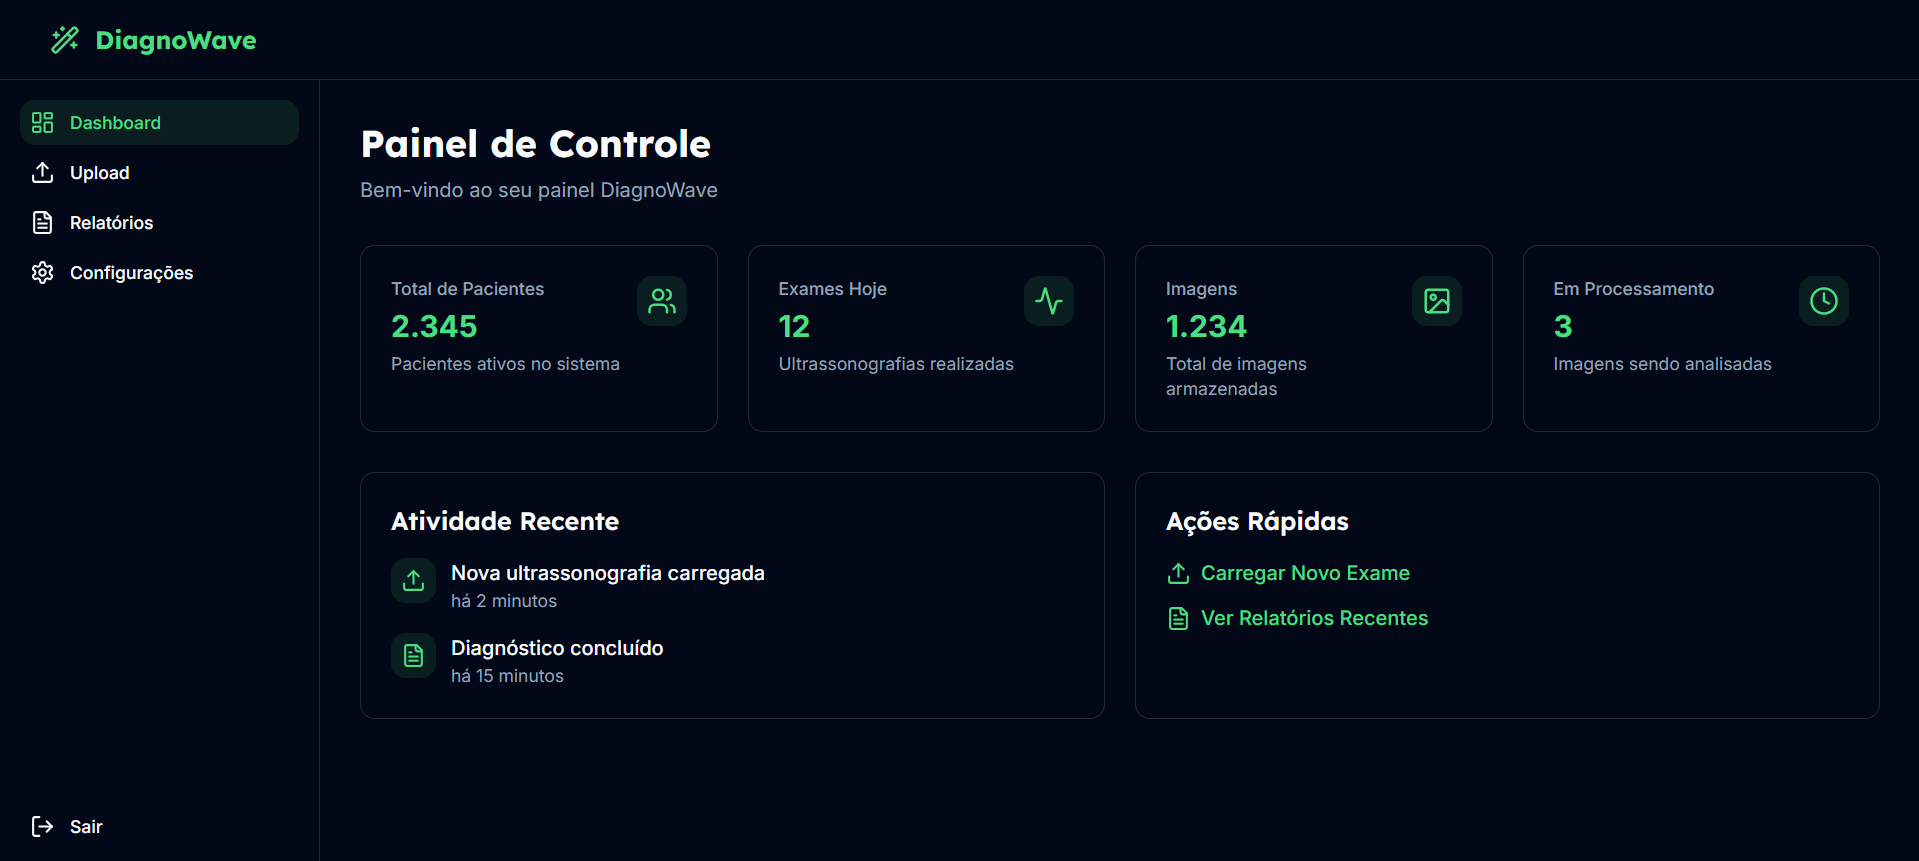 DiagnoWave
Dashboard
Upload
Relatórios
Configurações
Sair
Painel de Controle
Bem-vindo ao seu painel DiagnoWave
Total de Pacientes
2.345
Pacientes ativos no sistema
Exames Hoje
12
Ultrassonografias realizadas
Imagens
1.234
Total de imagens
armazenadas
Em Processamento
3
Imagens sendo analisadas
Atividade Recente
Nova ultrassonografia carregada
há 2 minutos
Diagnóstico concluído
há 15 minutos
Ações Rápidas
Carregar Novo Exame
Ver Relatórios Recentes